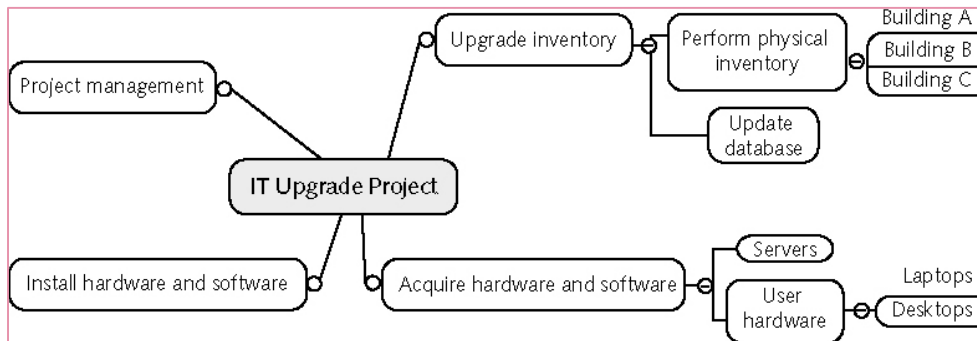 Building A
Upgrade inventory
Perform physical
inventory
Building B
Building C
Project management
Update
database
IT Upgrade Project
Servers
Install hardware and software
Acquire hardware and software
User
hardware
Laptops
Desktops